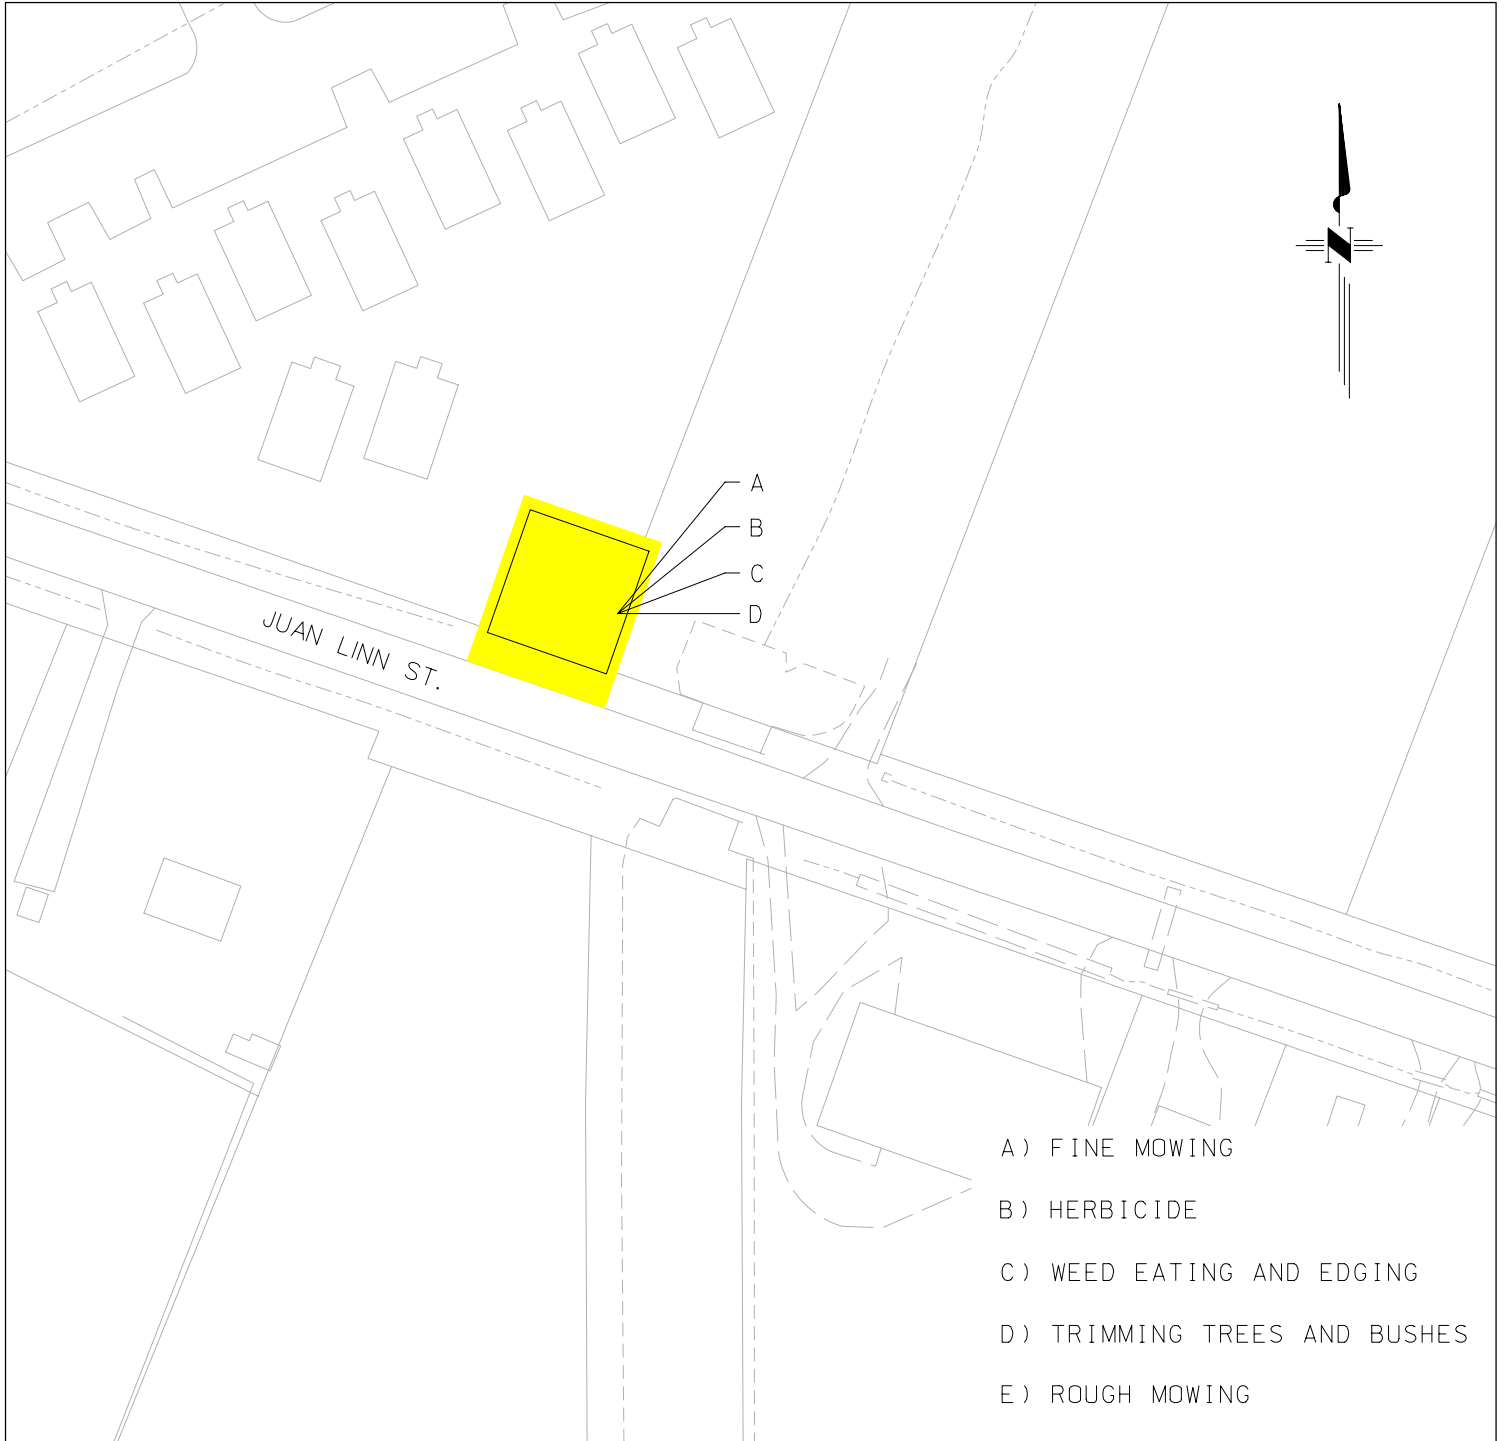 N
A
B
C
D
JUAN LINN ST.
A) FINE MOWING
B) HERBICIDE
C) WEED EATING AND EDGING
D) TRIMMING TREES AND BUSHES
E) ROUGH MOWING